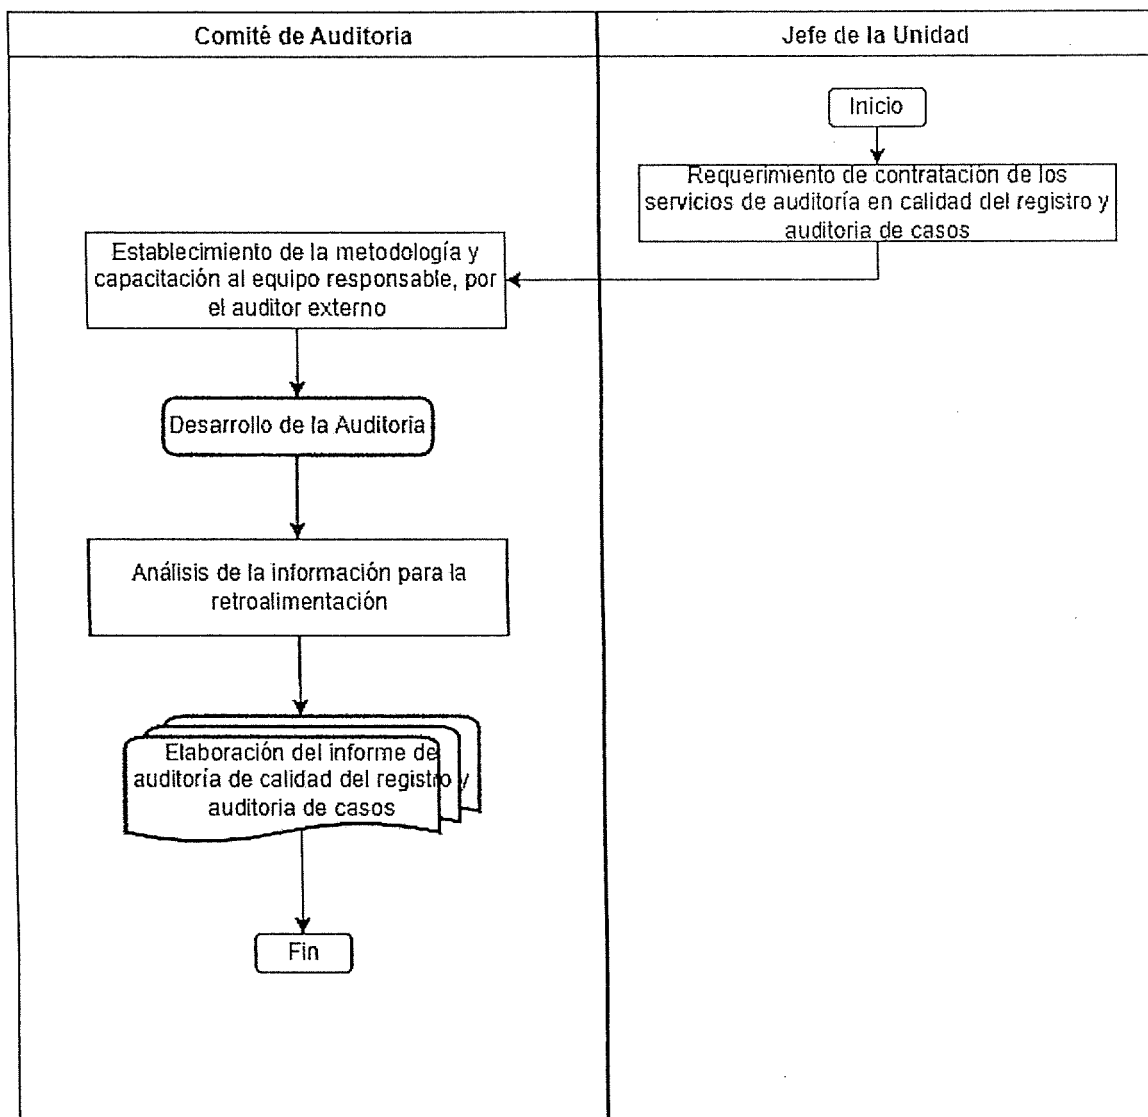 Comité de Auditoria
Jefe de la Unidad
Inicio
Requerimiento de contratación de los
servicios de auditoría en calidad del registro y
auditoria de casos
Establecimiento de la metodología y
capacitación al equipo responsable, por
el auditor externo
Desarrollo de la Auditoria
Análisis de la información para la
retroalimentación
Elaboración del informe de
auditoría de calidad del registro y
auditoria de casos
Fin